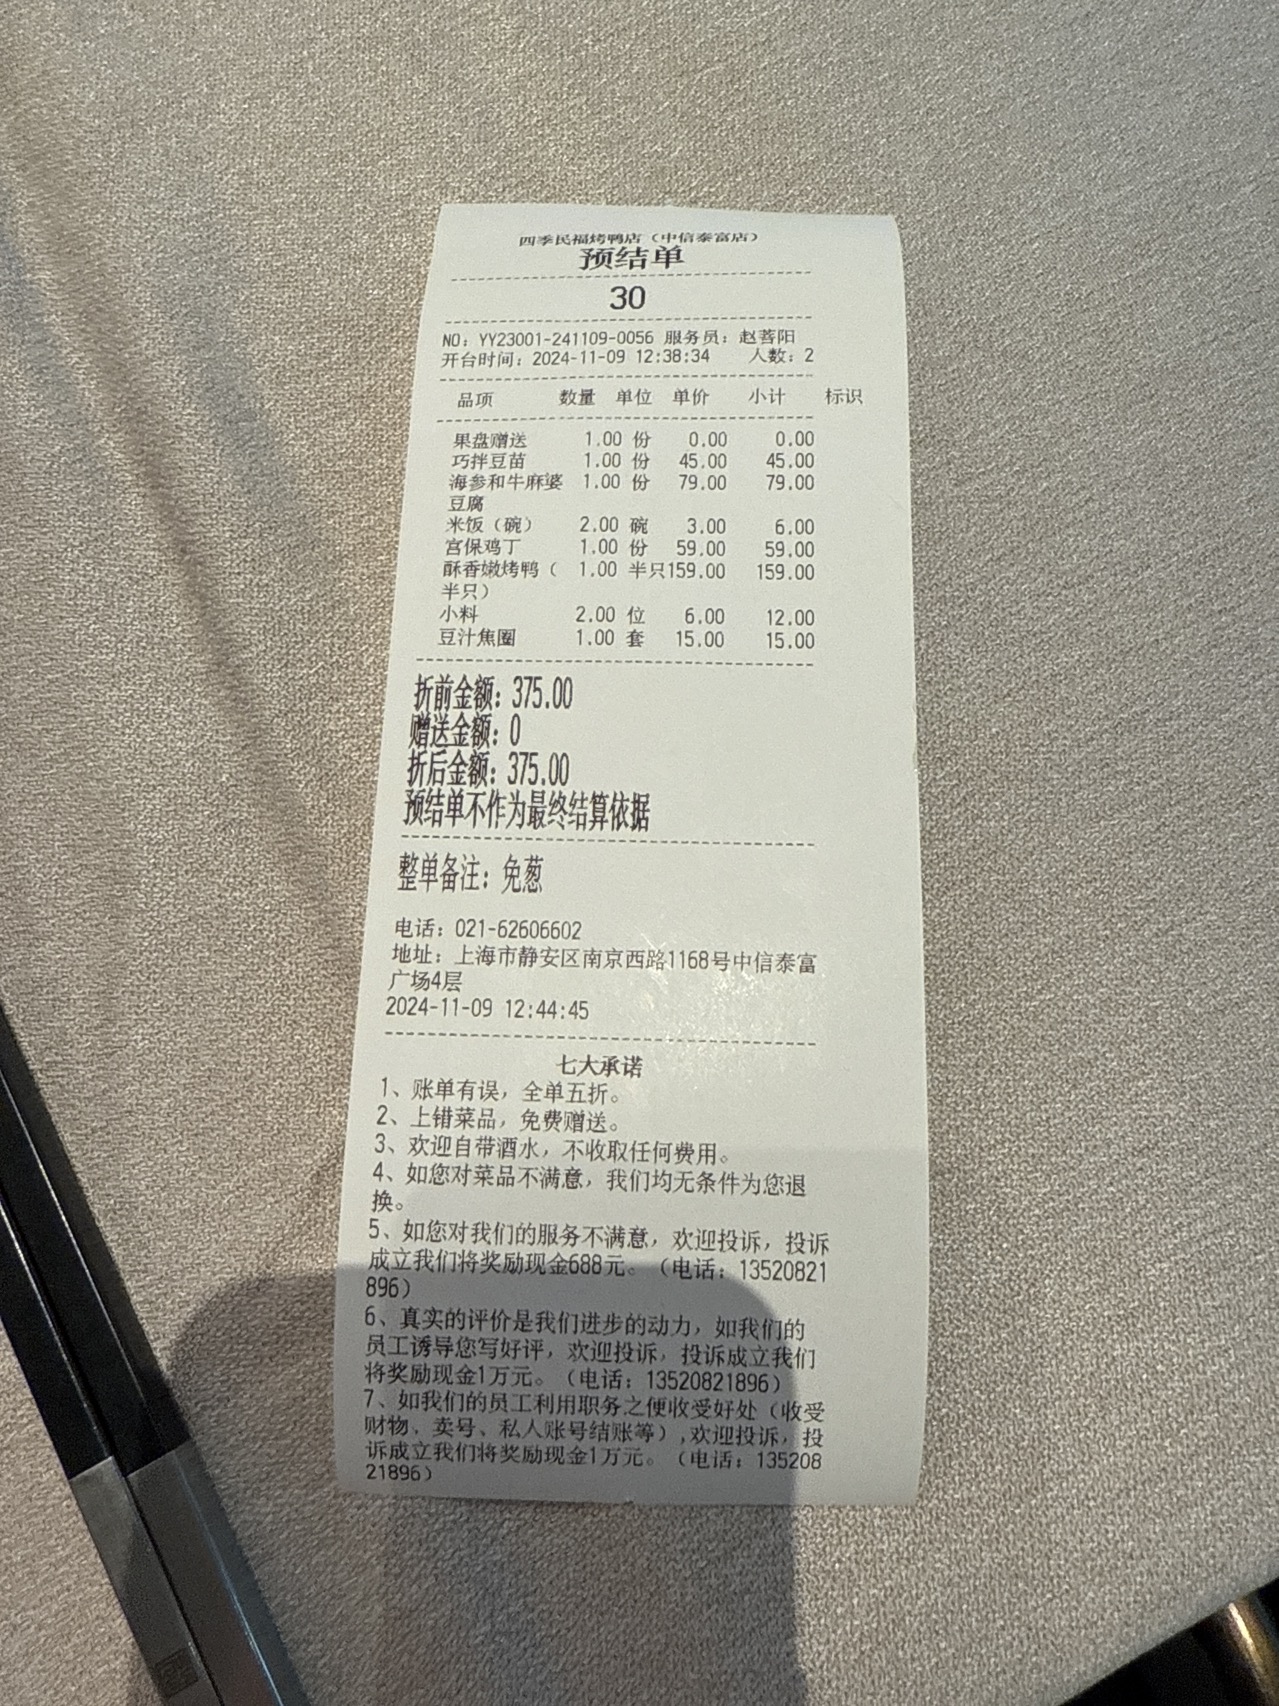 四季民福烤鸭店（中信泰富店）
预结单
30
NO：YY23001-241109-0056 服务员：赵菩阳
开台时间：2024-11-09 12:38:34 人数：2
品项 数量 单位 单价 小计 标识
果盘赠送 1.00 份 0.00 0.00
巧拌豆苗 1.00 份 45.00 45.00
海参和牛麻婆 1.00 份 79.00 79.00
豆腐
米饭（碗） 2.00 碗 3.00 6.00
宫保鸡丁 1.00 份 59.00 59.00
酥香嫩烤鸭（ 1.00 半只159.00 159.00
半只）
小料 2.00 位 6.00 12.00
豆汁焦圈 1.00 套 15.00 15.00
折前金额：375.00
赠送金额：0
折后金额：375.00
预结单不作为最终结算依据
整单备注：免葱
电话：021-62606602
地址：上海市静安区南京西路1168号中信泰富
广场4层
2024-11-09 12:44:45
七大承诺
1、账单有误，全单五折。
2、上错菜品，免费赠送。
3、欢迎自带酒水，不收取任何费用。
4、如您对菜品不满意，我们均无条件为您退
换。
5、如您对我们的服务不满意，欢迎投诉，投诉
成立我们将奖励现金688元。（电话：13520821
896）
6、真实的评价是我们进步的动力，如我们的
员工诱导您写好评，欢迎投诉，投诉成立我们
将奖励现金1万元。（电话：13520821896）
7、如我们的员工利用职务之便收受好处（收受
财物、卖号、私人账号结账等）,欢迎投诉，投
诉成立我们将奖励现金1万元。（电话：135208
21896）